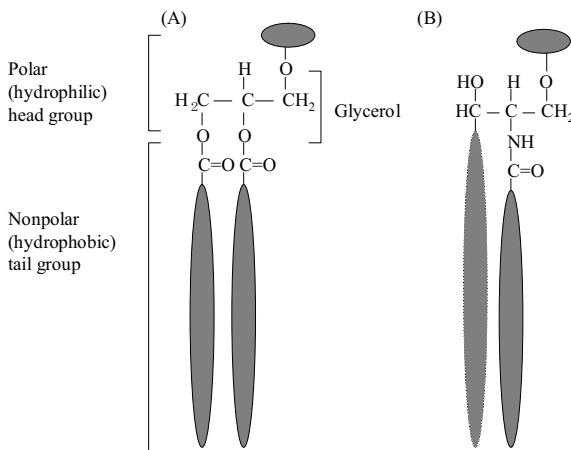 (A)
(B)
Polar
(hydrophilic)
head group
O
H
H₂C — C — CH₂
O
O
C=O
C=O
Glycerol
Nonpolar
(hydrophobic)
tail group
HO
H
O
HC — C — CH₂
NH
C=O